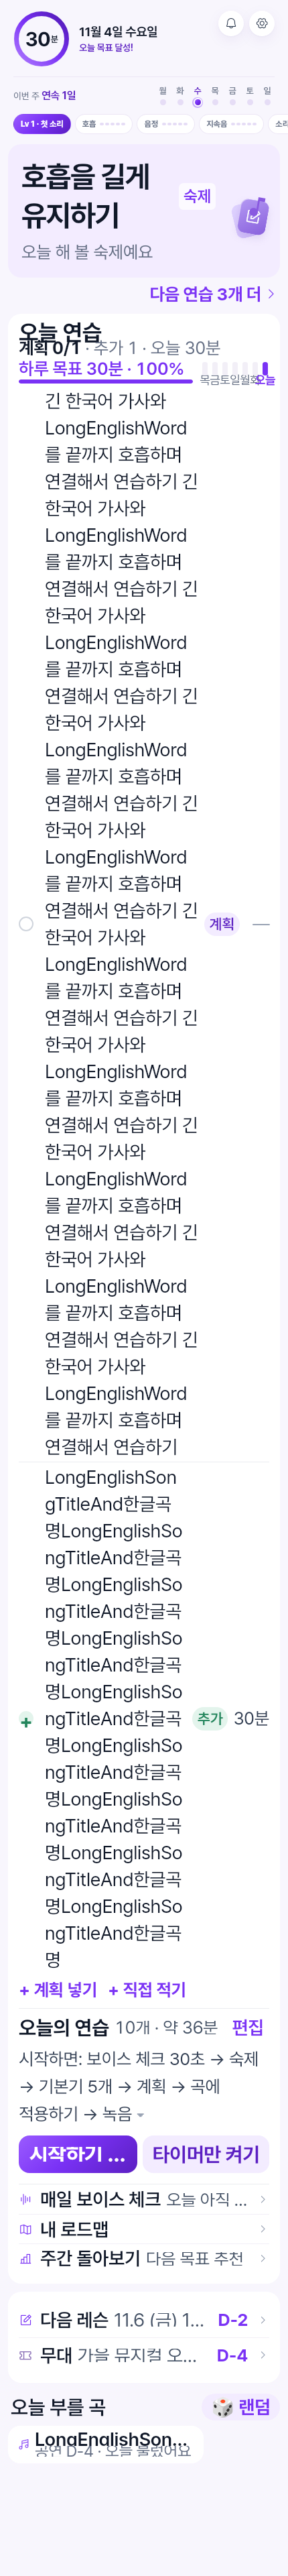 30분
11월 4일 수요일
오늘 목표 달성!
이번 주 연속 1일
월 화 수 목 금 토 일
Lv 1 · 첫 소리
호흡
음정
지속음
소리
호흡을 길게
유지하기
숙제
오늘 해 볼 숙제예요
다음 연습 3개 더
오늘 연습
계획 0/1 · 추가 1 · 오늘 30분
하루 목표 30분 · 100%
목금토일월화오늘
긴 한국어 가사와
LongEnglishWord
를 끝까지 호흡하며
연결해서 연습하기 긴
한국어 가사와
LongEnglishWord
를 끝까지 호흡하며
연결해서 연습하기 긴
한국어 가사와
LongEnglishWord
를 끝까지 호흡하며
연결해서 연습하기 긴
한국어 가사와
LongEnglishWord
를 끝까지 호흡하며
연결해서 연습하기 긴
한국어 가사와
LongEnglishWord
를 끝까지 호흡하며
연결해서 연습하기 긴
한국어 가사와
LongEnglishWord
를 끝까지 호흡하며
연결해서 연습하기 긴
한국어 가사와
LongEnglishWord
를 끝까지 호흡하며
연결해서 연습하기 긴
한국어 가사와
LongEnglishWord
를 끝까지 호흡하며
연결해서 연습하기 긴
한국어 가사와
LongEnglishWord
를 끝까지 호흡하며
연결해서 연습하기 긴
한국어 가사와
LongEnglishWord
를 끝까지 호흡하며
연결해서 연습하기
계획 —
LongEnglishSon
gTitleAnd한글곡
명LongEnglishSo
ngTitleAnd한글곡
명LongEnglishSo
ngTitleAnd한글곡
명LongEnglishSo
ngTitleAnd한글곡
명LongEnglishSo
ngTitleAnd한글곡
명LongEnglishSo
ngTitleAnd한글곡
명LongEnglishSo
ngTitleAnd한글곡
명LongEnglishSo
ngTitleAnd한글곡
명LongEnglishSo
ngTitleAnd한글곡
명
추가 30분
+ 계획 넣기 + 직접 적기
오늘의 연습 10개 · 약 36분 편집
시작하면: 보이스 체크 30초 → 숙제
→ 기본기 5개 → 계획 → 곡에
적용하기 → 녹음
시작하기 ...
타이머만 켜기
매일 보이스 체크 오늘 아직 ...
내 로드맵
주간 돌아보기 다음 목표 추천
다음 레슨 11.6 (금) 1... D-2
무대 가을 뮤지컬 오... D-4
오늘 부를 곡
🎲 랜덤
LongEnglishSon...
공연 D-4 · 오늘 불렀어요